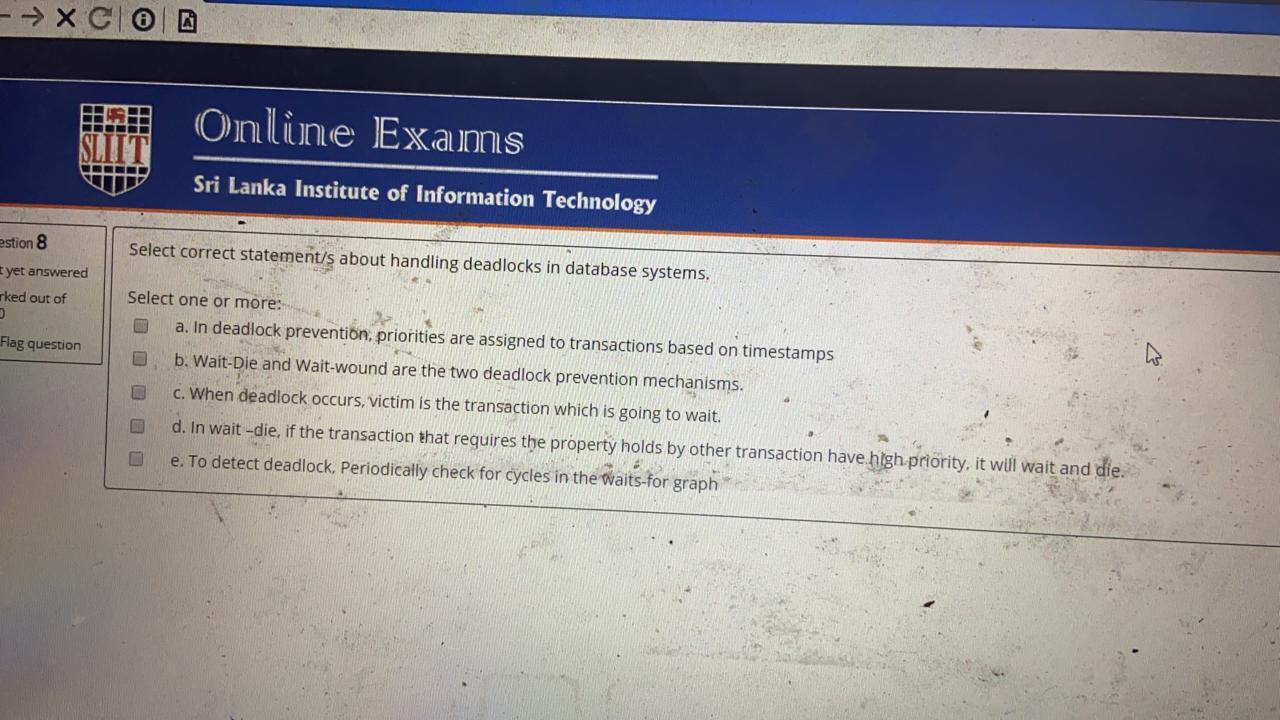 SLIIT
Online Exams
Sri Lanka Institute of Information Technology
estion 8
t yet answered
rked out of
0
Flag question
Select correct statement/s about handling deadlocks in database systems.
Select one or more:
a. In deadlock prevention, priorities are assigned to transactions based on timestamps
b. Wait-Die and Wait-wound are the two deadlock prevention mechanisms.
c. When deadlock occurs, victim is the transaction which is going to wait.
d. In wait –die, if the transaction that requires the property holds by other transaction have high priority, it will wait and die.
e. To detect deadlock, Periodically check for cycles in the waits-for graph